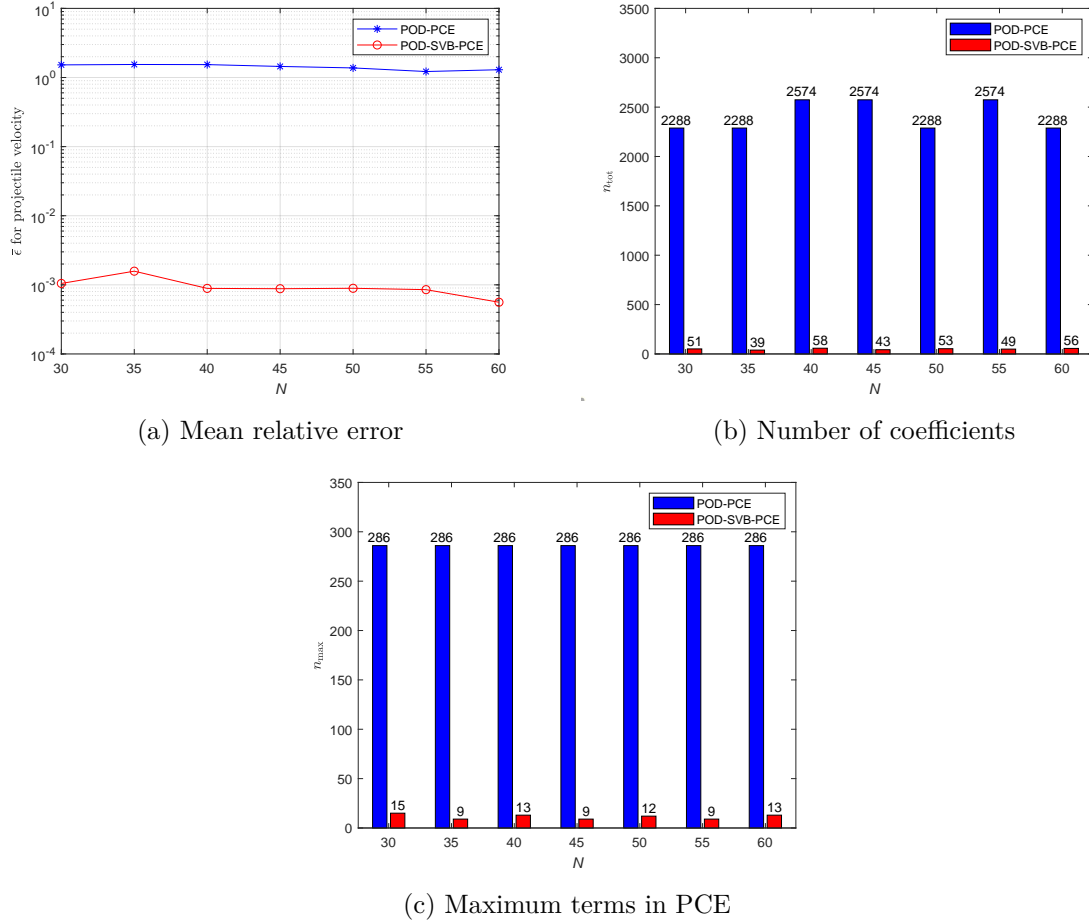 10^1
10^0
10^-1
10^-2
10^-3
10^-4
ε̄ for projectile velocity
POD-PCE
POD-SVB-PCE
30 35 40 45 50 55 60
N
(a) Mean relative error
3500
3000
2500
2000
1500
1000
500
0
n_tot
POD-PCE
POD-SVB-PCE
2288 2288 2574 2574 2288 2574 2288
51 39 58 43 53 49 56
30 35 40 45 50 55 60
N
(b) Number of coefficients
350
300
250
200
150
100
50
0
n_max
POD-PCE
POD-SVB-PCE
286 286 286 286 286 286 286
15 9 13 9 12 9 13
30 35 40 45 50 55 60
N
(c) Maximum terms in PCE